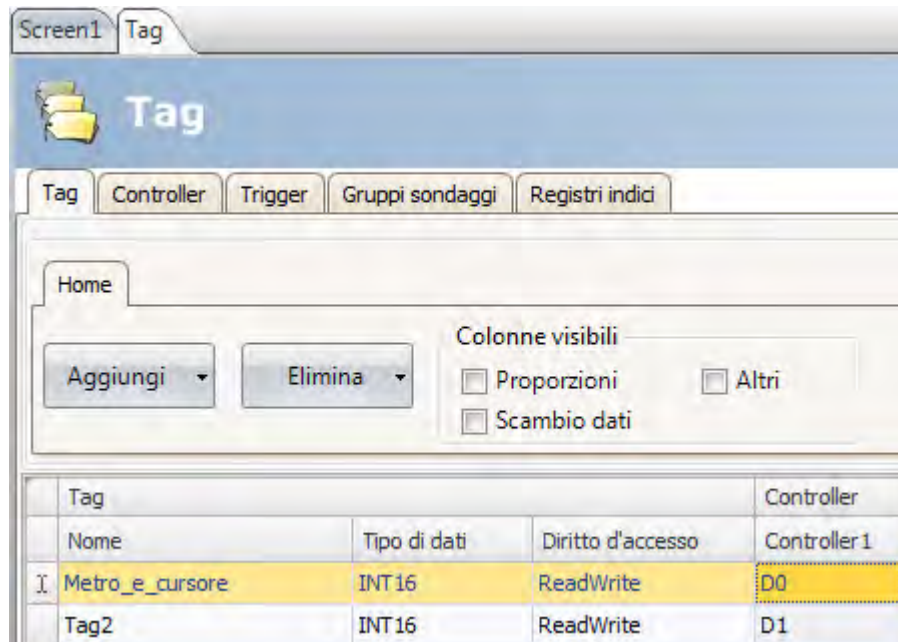 Screen1 Tag
Tag
Tag Controller Trigger Gruppi sondaggi Registri indici
Home
Colonne visibili
Aggiungi Elimina Proporzioni Altri
Scambio dati
Tag Controller
Nome Tipo di dati Diritto d'accesso Controller1
Metro_e_cursore INT16 ReadWrite D0
Tag2 INT16 ReadWrite D1